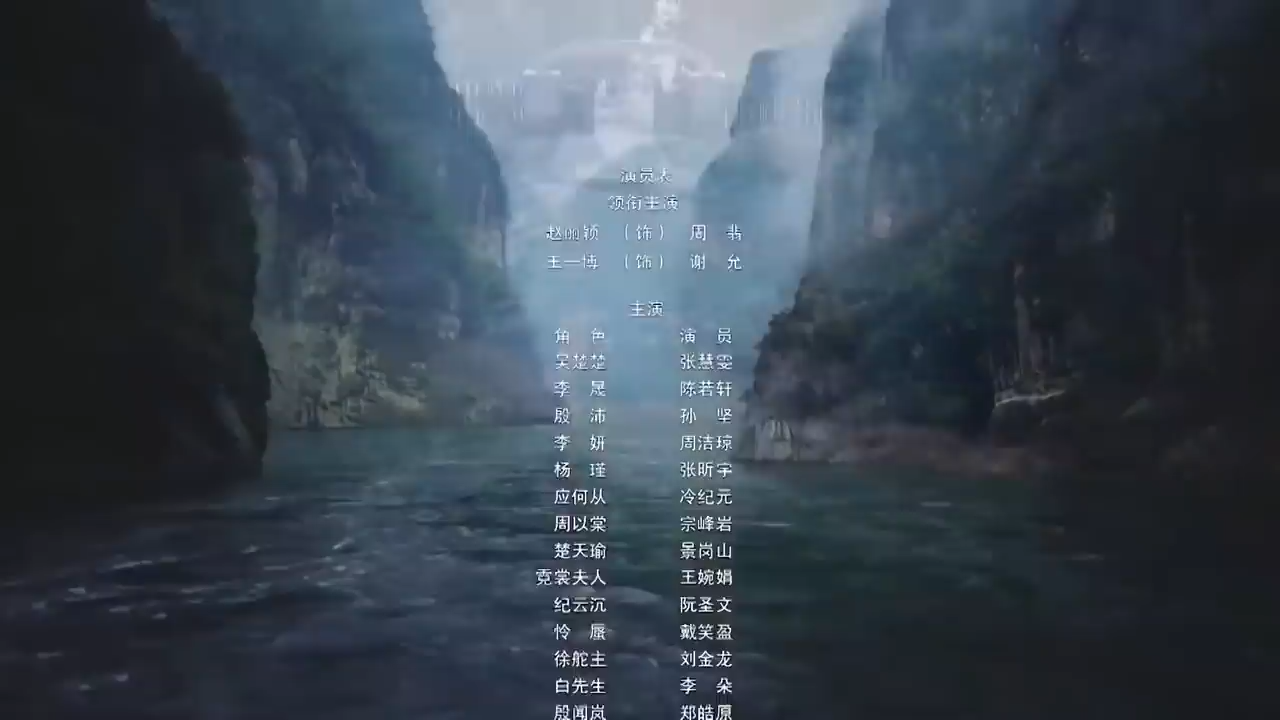 演员表
领衔主演
赵丽颖 （饰） 周 翡
王一博 （饰） 谢 允
主演
角 色 演 员
吴楚楚 张慧雯
李 晟 陈若轩
殷 沛 孙 坚
李 妍 周洁琼
杨 瑾 张昕宇
应何从 冷纪元
周以棠 宗峰岩
楚天瑜 景岗山
霓裳夫人 王婉娟
纪云沉 阮圣文
怜 蜃 戴笑盈
徐舵主 刘金龙
白先生 李 朵
殷闻岚 郑皓原